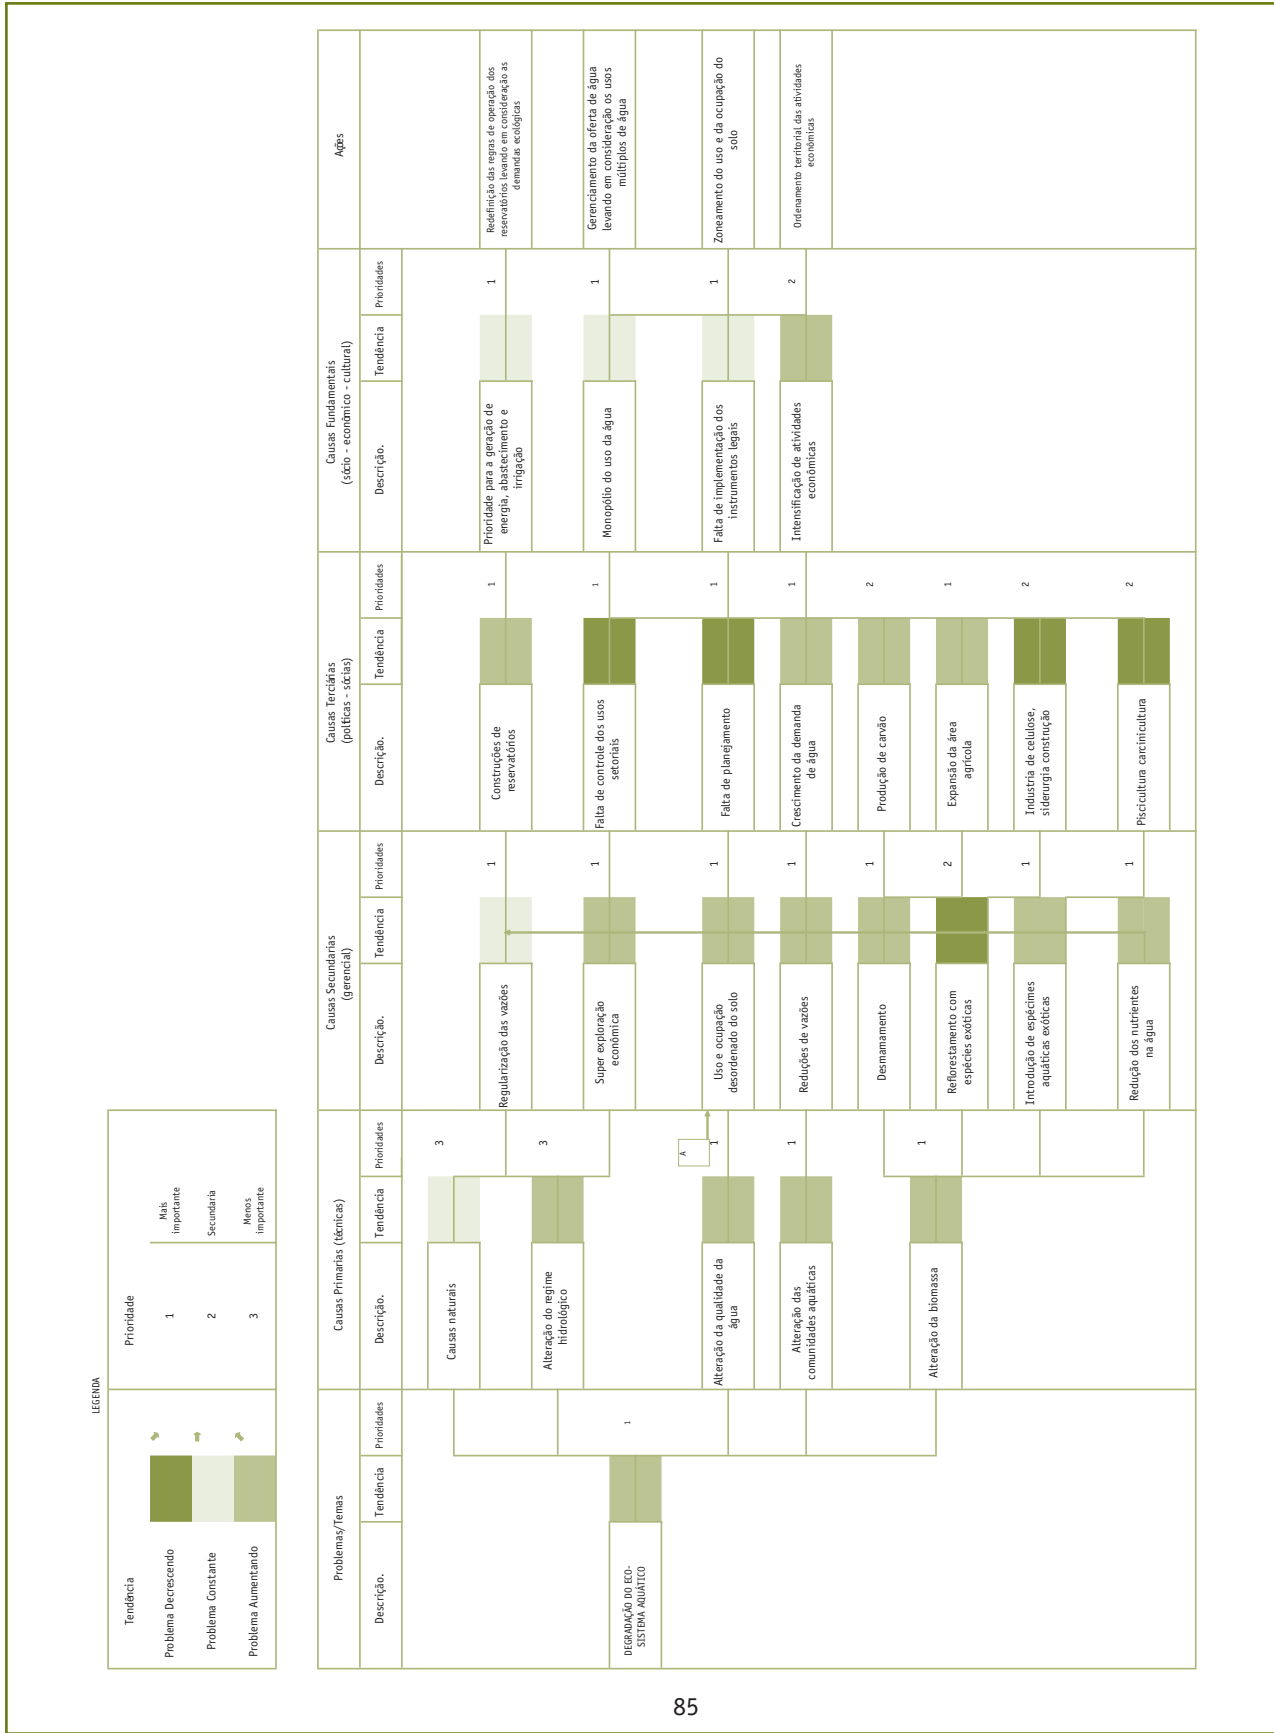 LEGENDA
Tendência
Prioridade
Problema Decrescendo
1
Mais
importante
Problema Constante
2
Secundaria
Problema Aumentando
3
Menos
importante
Problemas/Temas
Causas Primarias (técnicas)
Causas Secundarias
(gerencial)
Causas Terciárias
(políticas - sócias)
Causas Fundamentais
(sócio - econômico - cultural)
Ações
Descrição.
Tendência
Prioridades
Descrição.
Tendência
Prioridades
Descrição.
Tendência
Prioridades
Descrição.
Tendência
Prioridades
Descrição.
Tendência
Prioridades
DEGRADAÇÃO DO ECO-
SISTEMA AQUÁTICO
1
Causas naturais
3
Alteração do regime
hidrológico
3
A
Alteração da qualidade da
água
1
Alteração das
comunidades aquáticas
1
Alteração da biomassa
1
Regularização das vazões
1
Super exploração
econômica
1
Uso e ocupação
desordenado do solo
1
Reduções de vazões
1
Desmamamento
1
Reflorestamento com
espécies exóticas
2
Introdução de espécimes
aquáticas exóticas
1
Redução dos nutrientes
na água
1
Construções de
reservatórios
1
Falta de controle dos usos
setoriais
1
Falta de planejamento
1
Crescimento da demanda
de água
1
Produção de carvão
2
Expansão da área
agrícola
1
Industria de celulose,
siderurgia construção
2
Piscicultura carcinicultura
2
Prioridade para a geração de
energia, abastecimento e
irrigação
1
Monopólio do uso da água
1
Falta de implementação dos
instrumentos legais
1
Intensificação de atividades
econômicas
2
Redefinição das regras de operação dos
reservatórios levando em consideração as
demandas ecológicas
Gerenciamento da oferta de água
levando em consideração os usos
múltiplos de água
Zoneamento do uso e da ocupação do
solo
Ordenamento territorial das atividades
econômicas
85